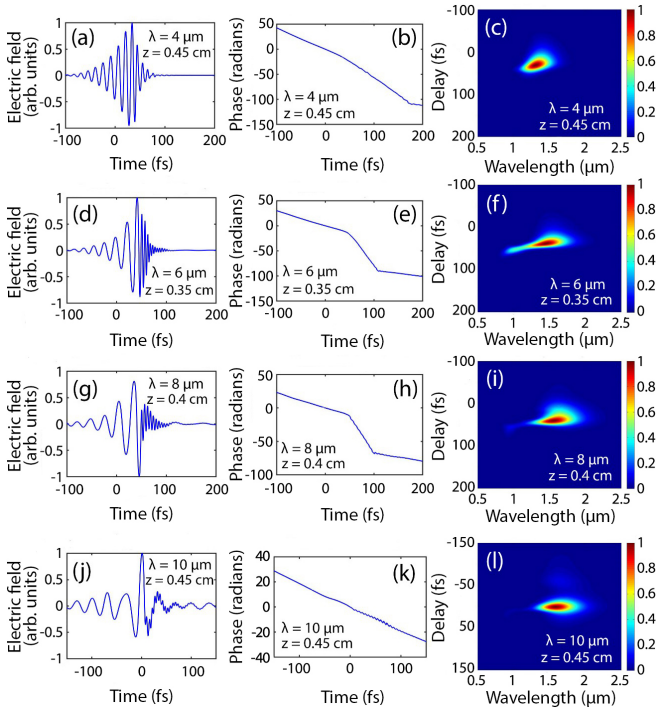 (a)
λ = 4 μm
z = 0.45 cm
Electric field
(arb. units)
1
0.5
0
-0.5
-1
-100 0 100 200
Time (fs)
(b)
λ = 4 μm
z = 0.45 cm
Phase (radians)
50
0
-50
-100
-150
-100 0 100 200
Time (fs)
(c)
λ = 4 μm
z = 0.45 cm
Delay (fs)
-100
0
100
200
0.5 1 1.5 2 2.5
Wavelength (μm)
1
0.8
0.6
0.4
0.2
0
(d)
λ = 6 μm
z = 0.35 cm
Electric field
(arb. units)
1
0.5
0
-0.5
-1
-100 0 100 200
Time (fs)
(e)
λ = 6 μm
z = 0.35 cm
Phase (radians)
50
0
-50
-100
-150
-100 0 100 200
Time (fs)
(f)
λ = 6 μm
z = 0.35 cm
Delay (fs)
-100
0
100
200
0.5 1 1.5 2 2.5
Wavelength (μm)
1
0.8
0.6
0.4
0.2
0
(g)
λ = 8 μm
z = 0.4 cm
Electric field
(arb. units)
1
0.5
0
-0.5
-1
-100 0 100 200
Time (fs)
(h)
λ = 8 μm
z = 0.4 cm
Phase (radians)
50
0
-50
-100
-100 0 100 200
Time (fs)
(i)
λ = 8 μm
z = 0.4 cm
Delay (fs)
-100
0
100
200
0.5 1 1.5 2 2.5
Wavelength (μm)
1
0.8
0.6
0.4
0.2
0
(j)
λ = 10 μm
z = 0.45 cm
Electric field
(arb. units)
1
0.5
0
-0.5
-1
-100 0 100
Time (fs)
(k)
λ = 10 μm
z = 0.45 cm
Phase (radians)
40
20
0
-20
-40
-100 0 100
Time (fs)
(l)
λ = 10 μm
z = 0.45 cm
Delay (fs)
-150
-50
50
150
0.5 1 1.5 2 2.5
Wavelength (μm)
1
0.8
0.6
0.4
0.2
0